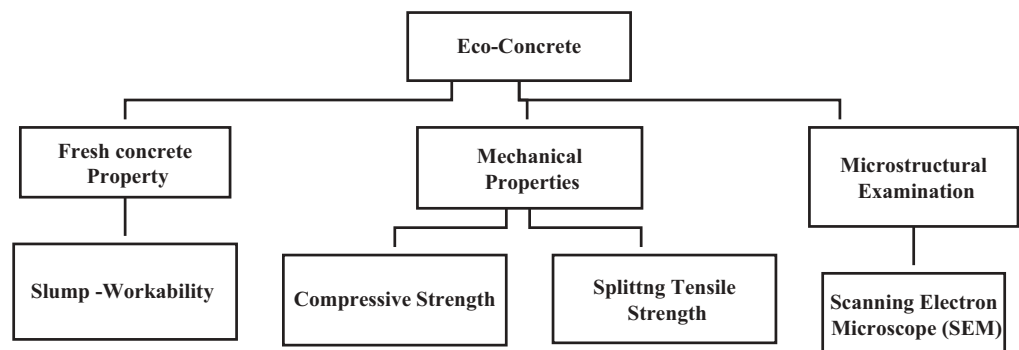 Eco-Concrete
Fresh concrete
Property
Mechanical
Properties
Microstructural
Examination
Slump -Workability
Compressive Strength
Splittng Tensile
Strength
Scanning Electron
Microscope (SEM)